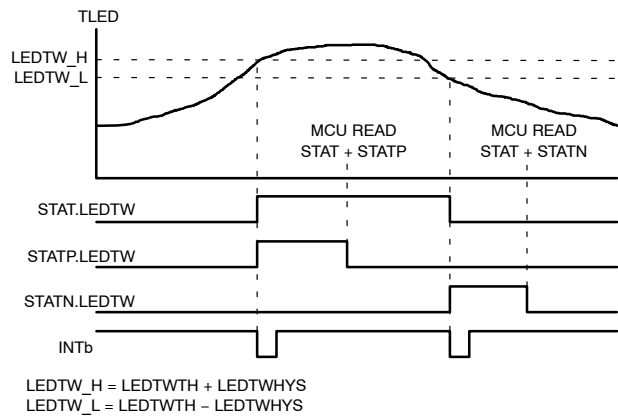 TLED
LEDTW_H
LEDTW_L
MCU READ
STAT + STATP
MCU READ
STAT + STATN
STAT.LEDTW
STATP.LEDTW
STATN.LEDTW
INTb
LEDTW_H = LEDTWTH + LEDTWHYS
LEDTW_L = LEDTWTH − LEDTWHYS